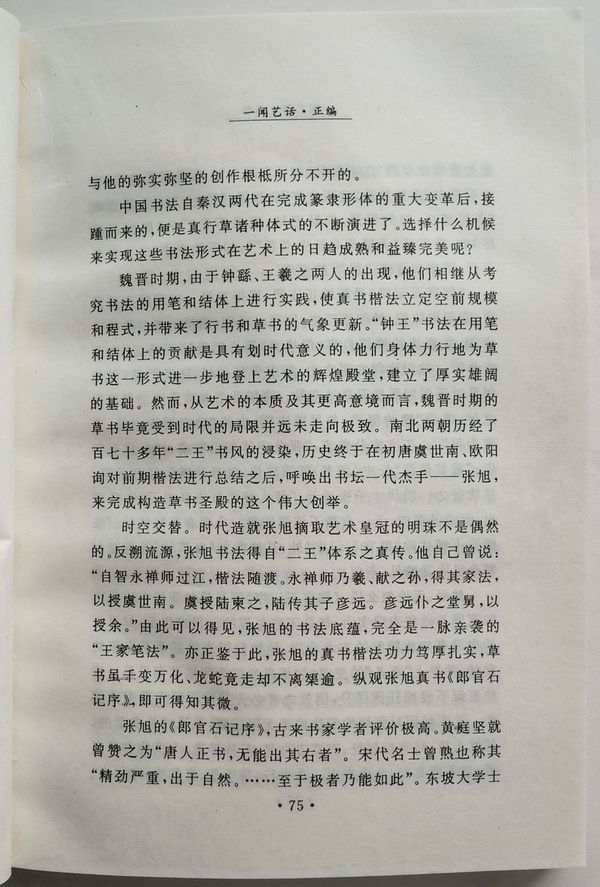 一闻艺话·正编
与他的弥实弥坚的创作根柢所分不开的。
中国书法自秦汉两代在完成篆隶形体的重大变革后，接
踵而来的，便是真行草诸种体式的不断演进了。选择什么机候
来实现这些书法形式在艺术上的日趋成熟和益臻完美呢？
魏晋时期，由于钟繇、王羲之两人的出现，他们相继从考
究书法的用笔和结体上进行实践，使真书楷法立定空前规模
和程式，并带来了行书和草书的气象更新。“钟王”书法在用笔
和结体上的贡献是具有划时代意义的，他们身体力行地为草
书这一形式进一步地登上艺术的辉煌殿堂，建立了厚实雄阔
的基础。然而，从艺术的本质及其更高意境而言，魏晋时期的
草书毕竟受到时代的局限并远未走向极致。南北两朝历经了
百七十多年“二王”书风的浸染，历史终于在初唐虞世南、欧阳
询对前期楷法进行总结之后，呼唤出书坛一代杰手——张旭，
来完成构造草书圣殿的这个伟大创举。
时空交替。时代造就张旭摘取艺术皇冠的明珠不是偶然
的。反溯流源，张旭书法得自“二王”体系之真传。他自己曾说：
“自智永禅师过江，楷法随渡。永禅师乃羲、献之孙，得其家法，
以授虞世南。虞授陆柬之，陆传其子彦远。彦远仆之堂舅，以
授余。”由此可以得见，张旭的书法底蕴，完全是一脉亲袭的
“王家笔法”。亦正鉴于此，张旭的真书楷法功力笃厚扎实，草
书虽手变万化、龙蛇竟走却不离渠逾。纵观张旭真书《郎官石
记序》，即可得知其微。
张旭的《郎官石记序》，古来书家学者评价极高。黄庭坚就
曾赞之为“唐人正书，无能出其右者”。宋代名士曾熟也称其
“精劲严重，出于自然。……至于极者乃能如此”。东坡大学士
·75·